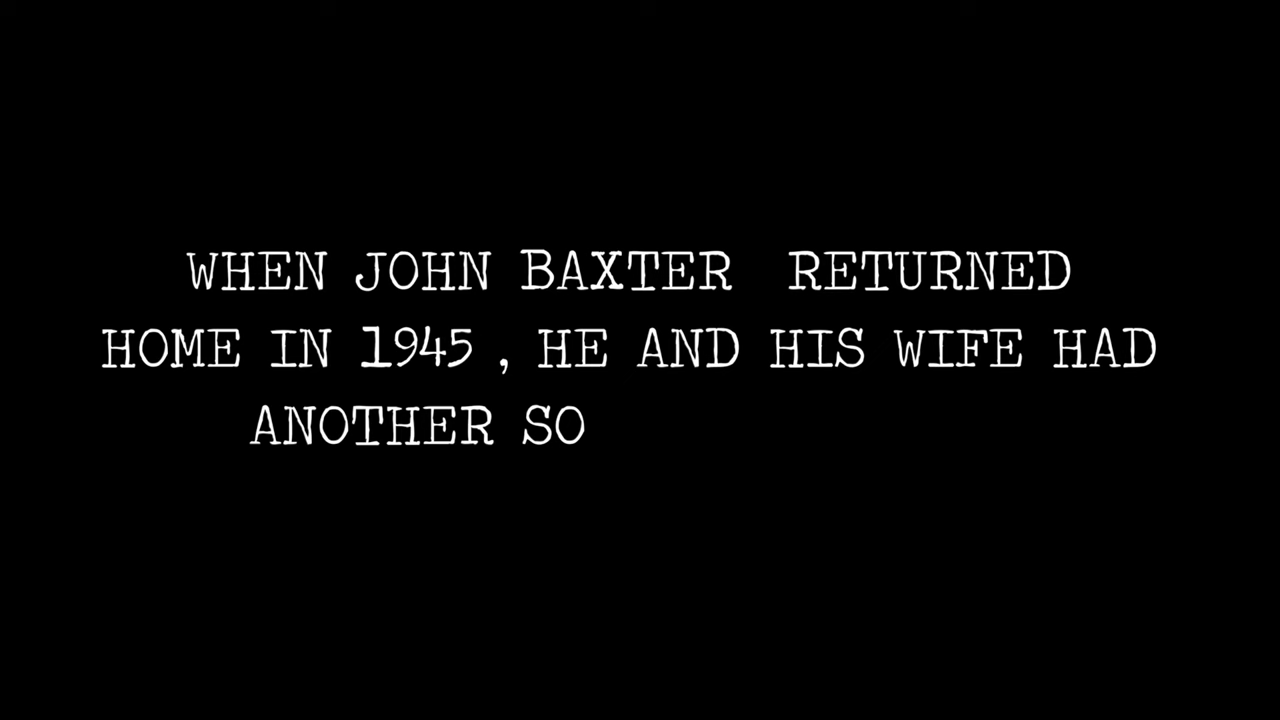 WHEN JOHN BAXTER RETURNED
HOME IN 1945 , HE AND HIS WIFE HAD
ANOTHER SO